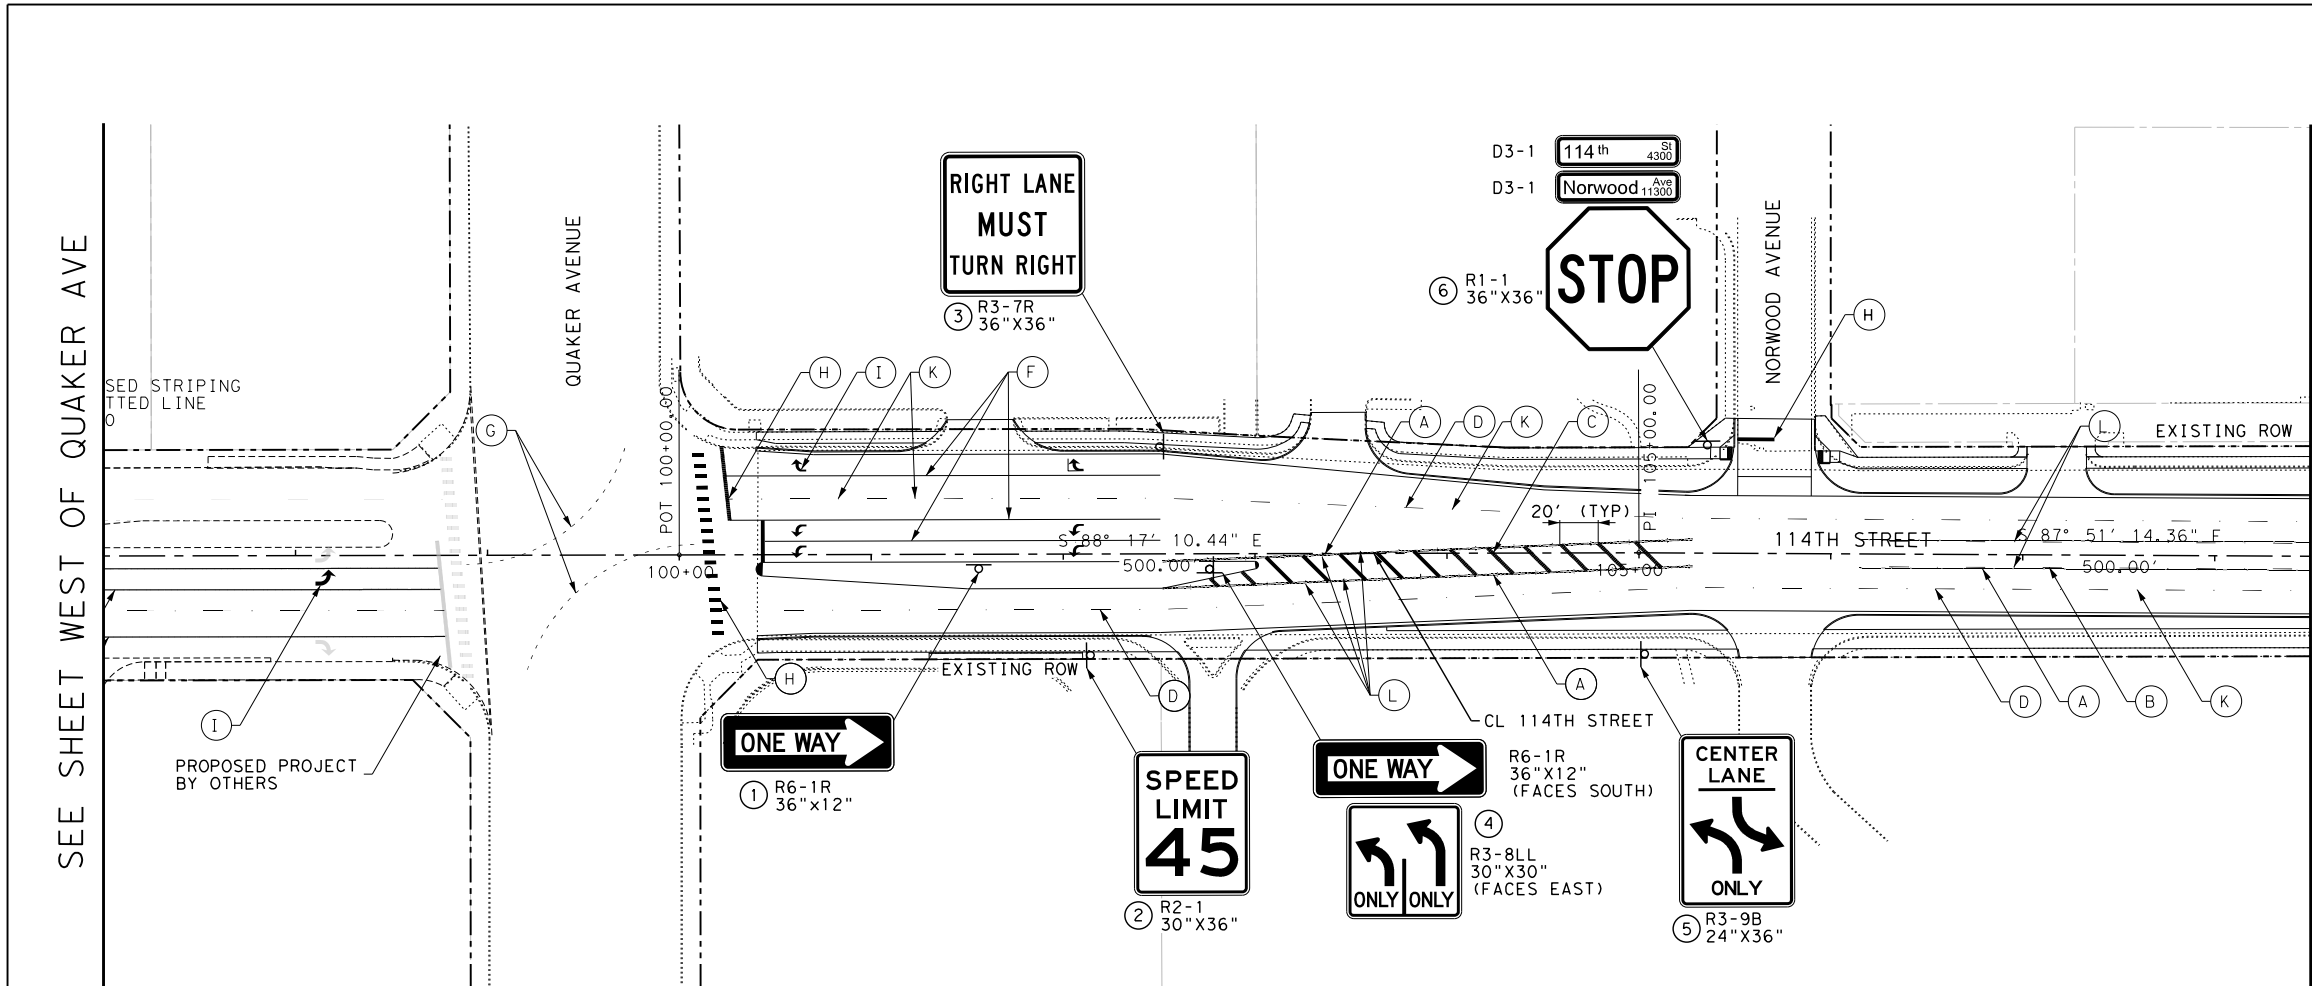 SEE SHEET WEST OF QUAKER AVE
SED STRIPING
TTED LINE
0
QUAKER AVENUE
G
I
PROPOSED PROJECT
BY OTHERS
POT 100+00.00
100+00
RIGHT LANE
MUST
TURN RIGHT
3
R3-7R
36"X36"
H
I
K
F
D3-1
114 th
St
4300
D3-1
Norwood
Ave
11300
STOP
6
R1-1
36"X36"
NORWOOD AVENUE
H
A
D
K
C
PI 105+00.00
L
EXISTING ROW
20' (TYP)
S 88° 17' 10.44" E
500.00'
105+00
114TH STREET
S 87° 51' 14.36" E
500.00'
EXISTING ROW
H
D
L
A
CL 114TH STREET
D
A
B
K
ONE WAY
1
R6-1R
36"x12"
SPEED
LIMIT
45
2
R2-1
30"X36"
ONE WAY
R6-1R
36"X12"
(FACES SOUTH)
4
R3-8LL
30"X30"
(FACES EAST)
ONLY
ONLY
CENTER
LANE
ONLY
5
R3-9B
24"X36"